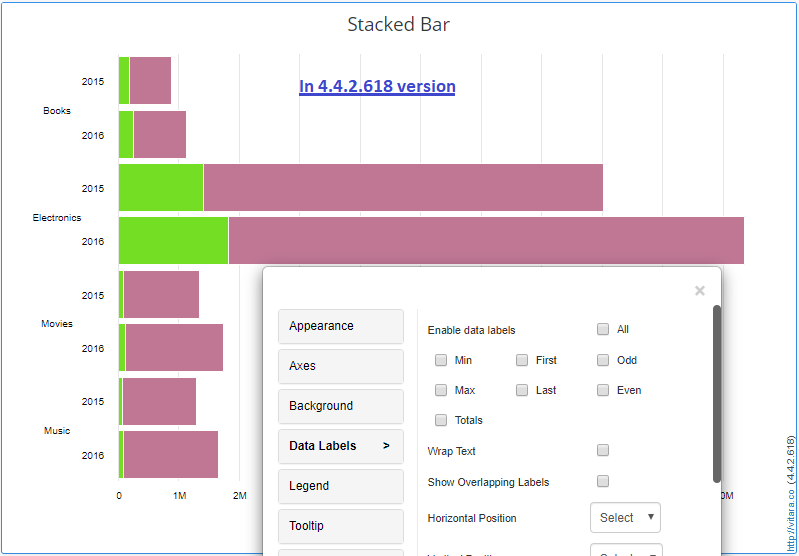 Stacked Bar
In 4.4.2.618 version
2015
Books
2016
2015
Electronics
2016
2015
Movies
2016
2015
Music
2016
0 1M 2M
0M
×
Appearance
Axes
Background
Data Labels >
Legend
Tooltip
Enable data labels All
Min First Odd
Max Last Even
Totals
Wrap Text
Show Overlapping Labels
Horizontal Position Select
http://vitara.co (4.4.2.618)